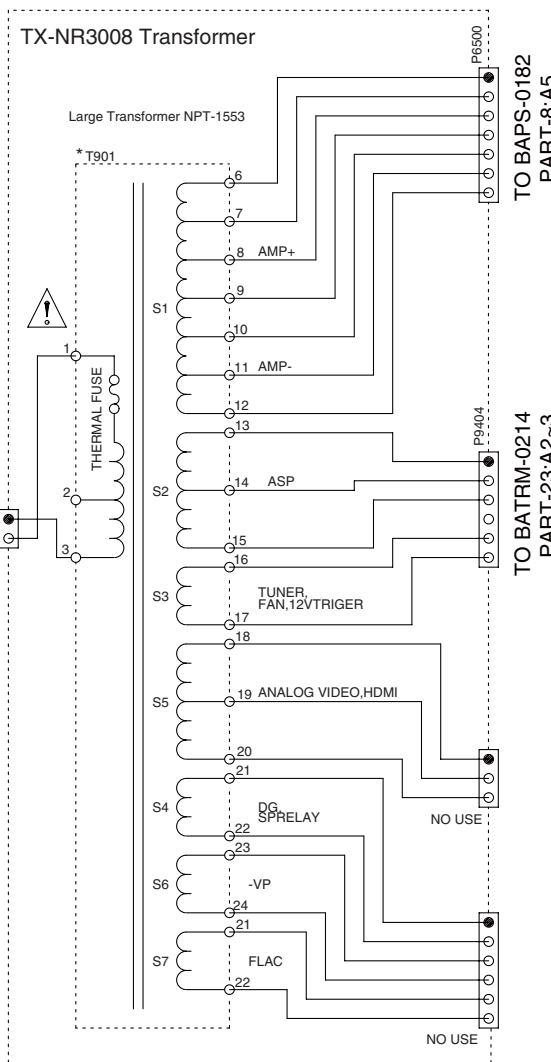 TX-NR3008 Transformer
P6500
TO BAPS-0182
PART-8:A5
Large Transformer NPT-1553
* T901
6
7
8 AMP+
9
S1
10
!
1
11 AMP-
12
THERMAL FUSE
13
P9404
TO BATRM-0214
PART-23:A2~3
2
S2
14 ASP
3
15
16
S3
TUNER,
FAN,12VTRIGER
17
18
S5
19 ANALOG VIDEO,HDMI
20
21
S4
DG,
SPRELAY
NO USE
22
23
S6
-VP
24
21
S7
FLAC
22
NO USE